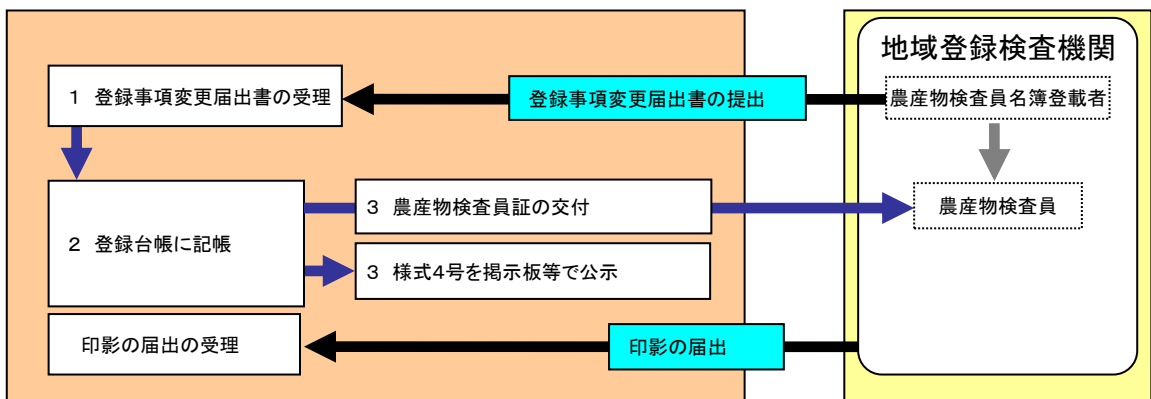 地域登録検査機関
1 登録事項変更届出書の受理
登録事項変更届出書の提出
農産物検査員名簿登載者
3 農産物検査員証の交付
農産物検査員
2 登録台帳に記帳
3 様式4号を掲示板等で公示
印影の届出の受理
印影の届出